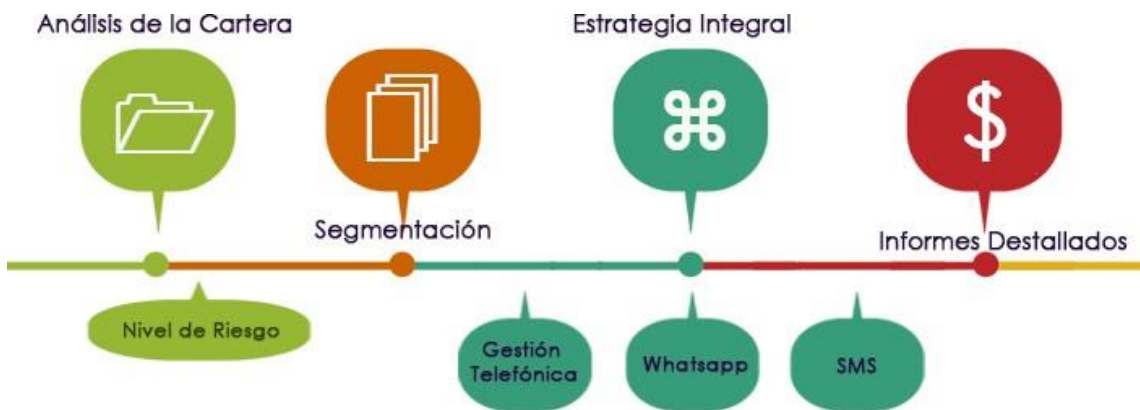 Análisis de la Cartera
Estrategia Integral
$
Segmentación
Informes Destallados
Nivel de Riesgo
Gestión
Telefónica
Whatsapp
SMS